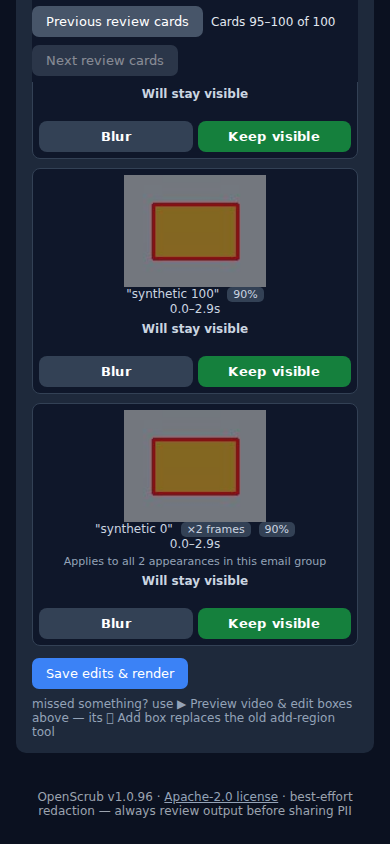 Previous review cards Cards 95–100 of 100
Next review cards
Will stay visible
Blur Keep visible
"synthetic 100" 90%
0.0–2.9s
Will stay visible
Blur Keep visible
"synthetic 0" ×2 frames 90%
0.0–2.9s
Applies to all 2 appearances in this email group
Will stay visible
Blur Keep visible
Save edits & render
missed something? use ▶ Preview video & edit boxes
above — its ▯ Add box replaces the old add-region
tool
OpenScrub v1.0.96 · Apache-2.0 license · best-effort
redaction — always review output before sharing PII